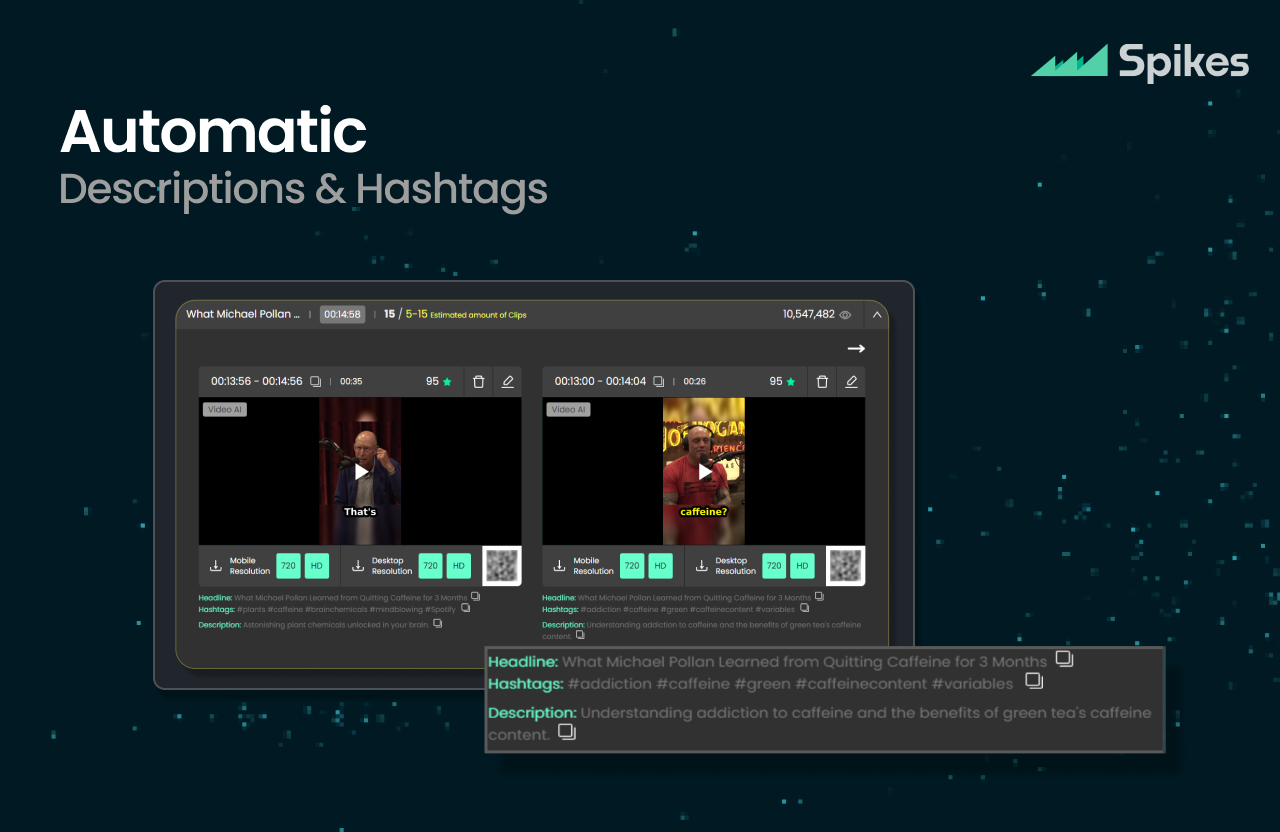 Spikes
Automatic
Descriptions & Hashtags
What Michael Pollan ... | 00:14:58 | 15 / 5-15 Estimated amount of Clips 10,547,482
00:13:56 - 00:14:56 | 00:35 95
Video AI
That's
Mobile Resolution 720 HD Desktop Resolution 720 HD
Headline: What Michael Pollan Learned from Quitting Caffeine for 3 Months
Hashtags: #plants #caffeine #brainchemicals #mindblowing #Spotify
Description: Astonishing plant chemicals unlocked in your brain.
00:13:00 - 00:14:04 | 00:26 95
Video AI
caffeine?
Mobile Resolution 720 HD Desktop Resolution 720 HD
Headline: What Michael Pollan Learned from Quitting Caffeine for 3 Months
Hashtags: #addiction #caffeine #green #caffeinecontent #variables
Description: Understanding addiction to caffeine and the benefits of green tea's caffeine
content.
Headline: What Michael Pollan Learned from Quitting Caffeine for 3 Months
Hashtags: #addiction #caffeine #green #caffeinecontent #variables
Description: Understanding addiction to caffeine and the benefits of green tea's caffeine
content.